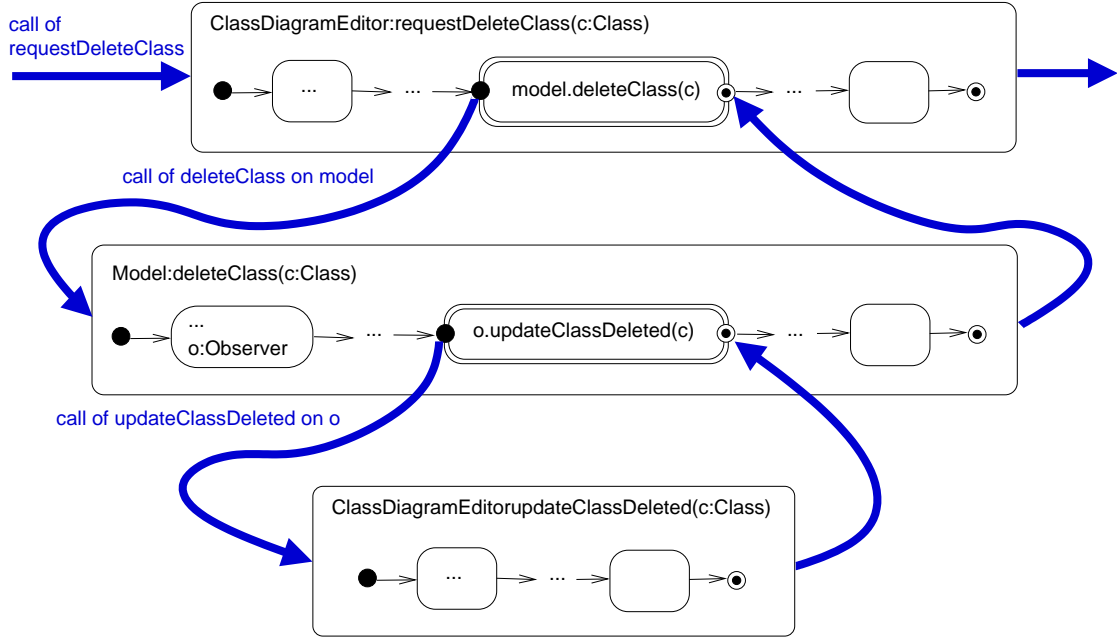 call of
requestDeleteClass
ClassDiagramEditor:requestDeleteClass(c:Class)
...
...
model.deleteClass(c)
...
call of deleteClass on model
Model:deleteClass(c:Class)
...
o:Observer
...
o.updateClassDeleted(c)
...
call of updateClassDeleted on o
ClassDiagramEditorupdateClassDeleted(c:Class)
...
...